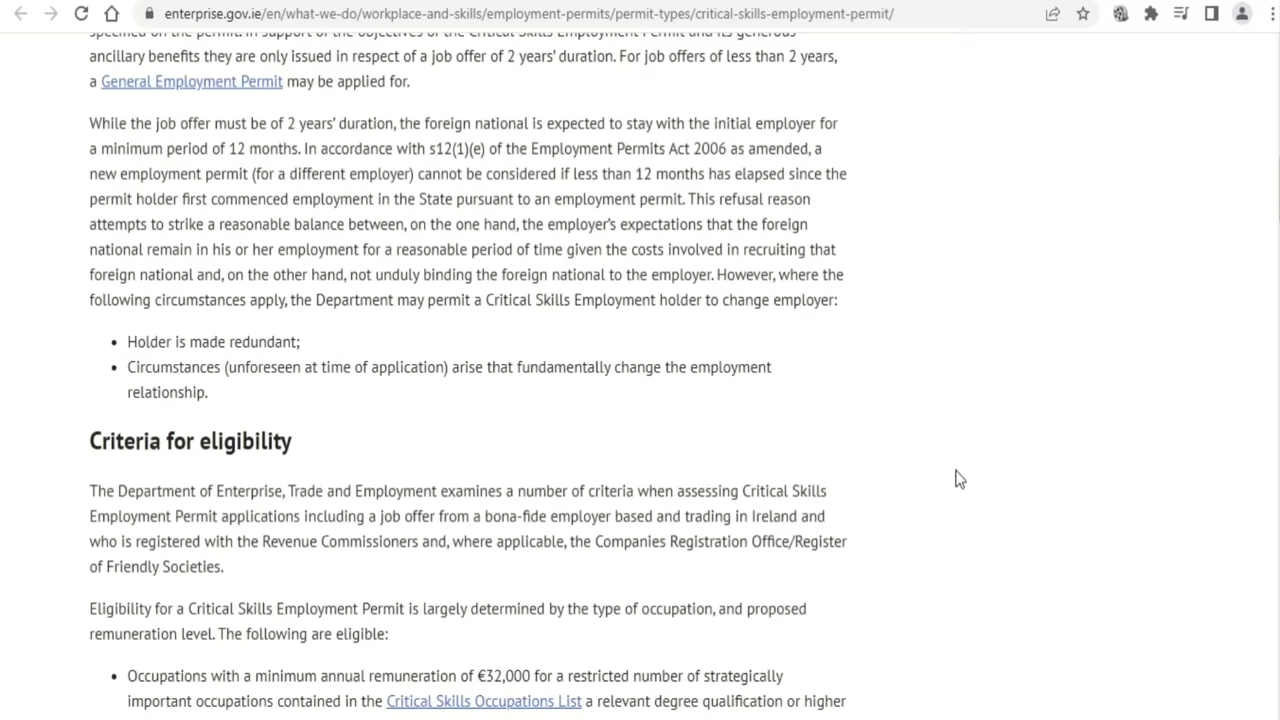 enterprise.gov.ie/en/what-we-do/workplace-and-skills/employment-permits/permit-types/critical-skills-employment-permit/
specified on the permit. In support of the objectives of the Critical Skills Employment Permit and its generous
ancillary benefits they are only issued in respect of a job offer of 2 years’ duration. For job offers of less than 2 years,
a General Employment Permit may be applied for.
While the job offer must be of 2 years’ duration, the foreign national is expected to stay with the initial employer for
a minimum period of 12 months. In accordance with s12(1)(e) of the Employment Permits Act 2006 as amended, a
new employment permit (for a different employer) cannot be considered if less than 12 months has elapsed since the
permit holder first commenced employment in the State pursuant to an employment permit. This refusal reason
attempts to strike a reasonable balance between, on the one hand, the employer's expectations that the foreign
national remain in his or her employment for a reasonable period of time given the costs involved in recruiting that
foreign national and, on the other hand, not unduly binding the foreign national to the employer. However, where the
following circumstances apply, the Department may permit a Critical Skills Employment holder to change employer:
• Holder is made redundant;
• Circumstances (unforeseen at time of application) arise that fundamentally change the employment
relationship.
Criteria for eligibility
The Department of Enterprise, Trade and Employment examines a number of criteria when assessing Critical Skills
Employment Permit applications including a job offer from a bona-fide employer based and trading in Ireland and
who is registered with the Revenue Commissioners and, where applicable, the Companies Registration Office/Register
of Friendly Societies.
Eligibility for a Critical Skills Employment Permit is largely determined by the type of occupation, and proposed
remuneration level. The following are eligible:
• Occupations with a minimum annual remuneration of €32,000 for a restricted number of strategically
important occupations contained in the Critical Skills Occupations List a relevant degree qualification or higher